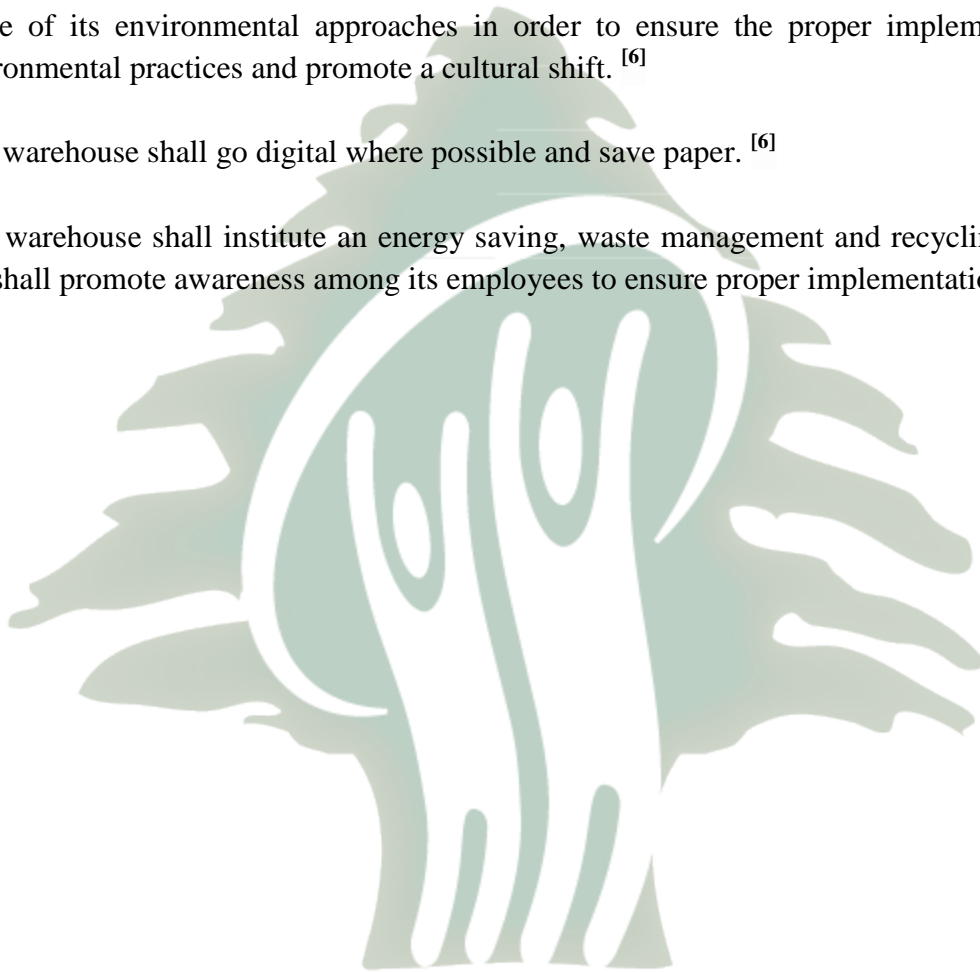 e of its environmental approaches in order to ensure the proper implem
ronmental practices and promote a cultural shift. [6]
warehouse shall go digital where possible and save paper. [6]
warehouse shall institute an energy saving, waste management and recycli
shall promote awareness among its employees to ensure proper implementati